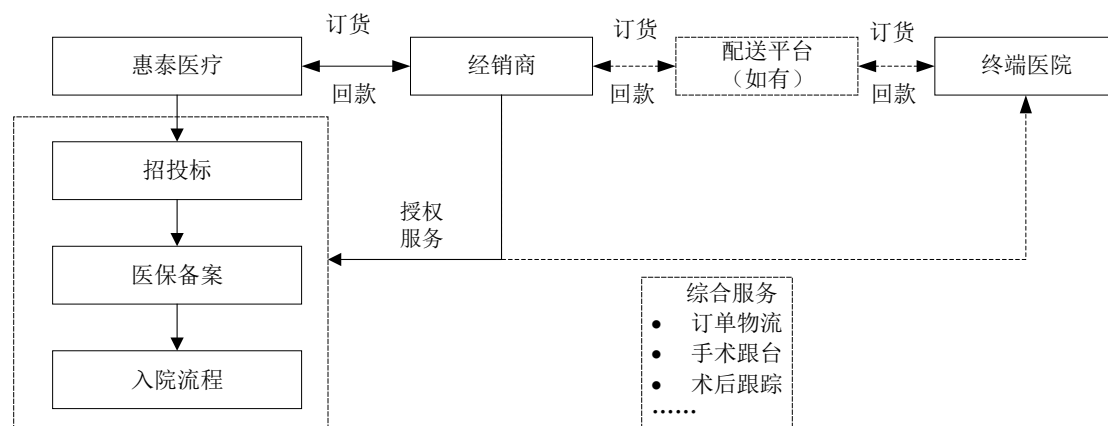 订货
订货
订货
惠泰医疗
经销商
配送平台
（如有）
终端医院
回款
回款
回款
招投标
授权
服务
医保备案
入院流程
综合服务
● 订单物流
● 手术跟台
● 术后跟踪
……